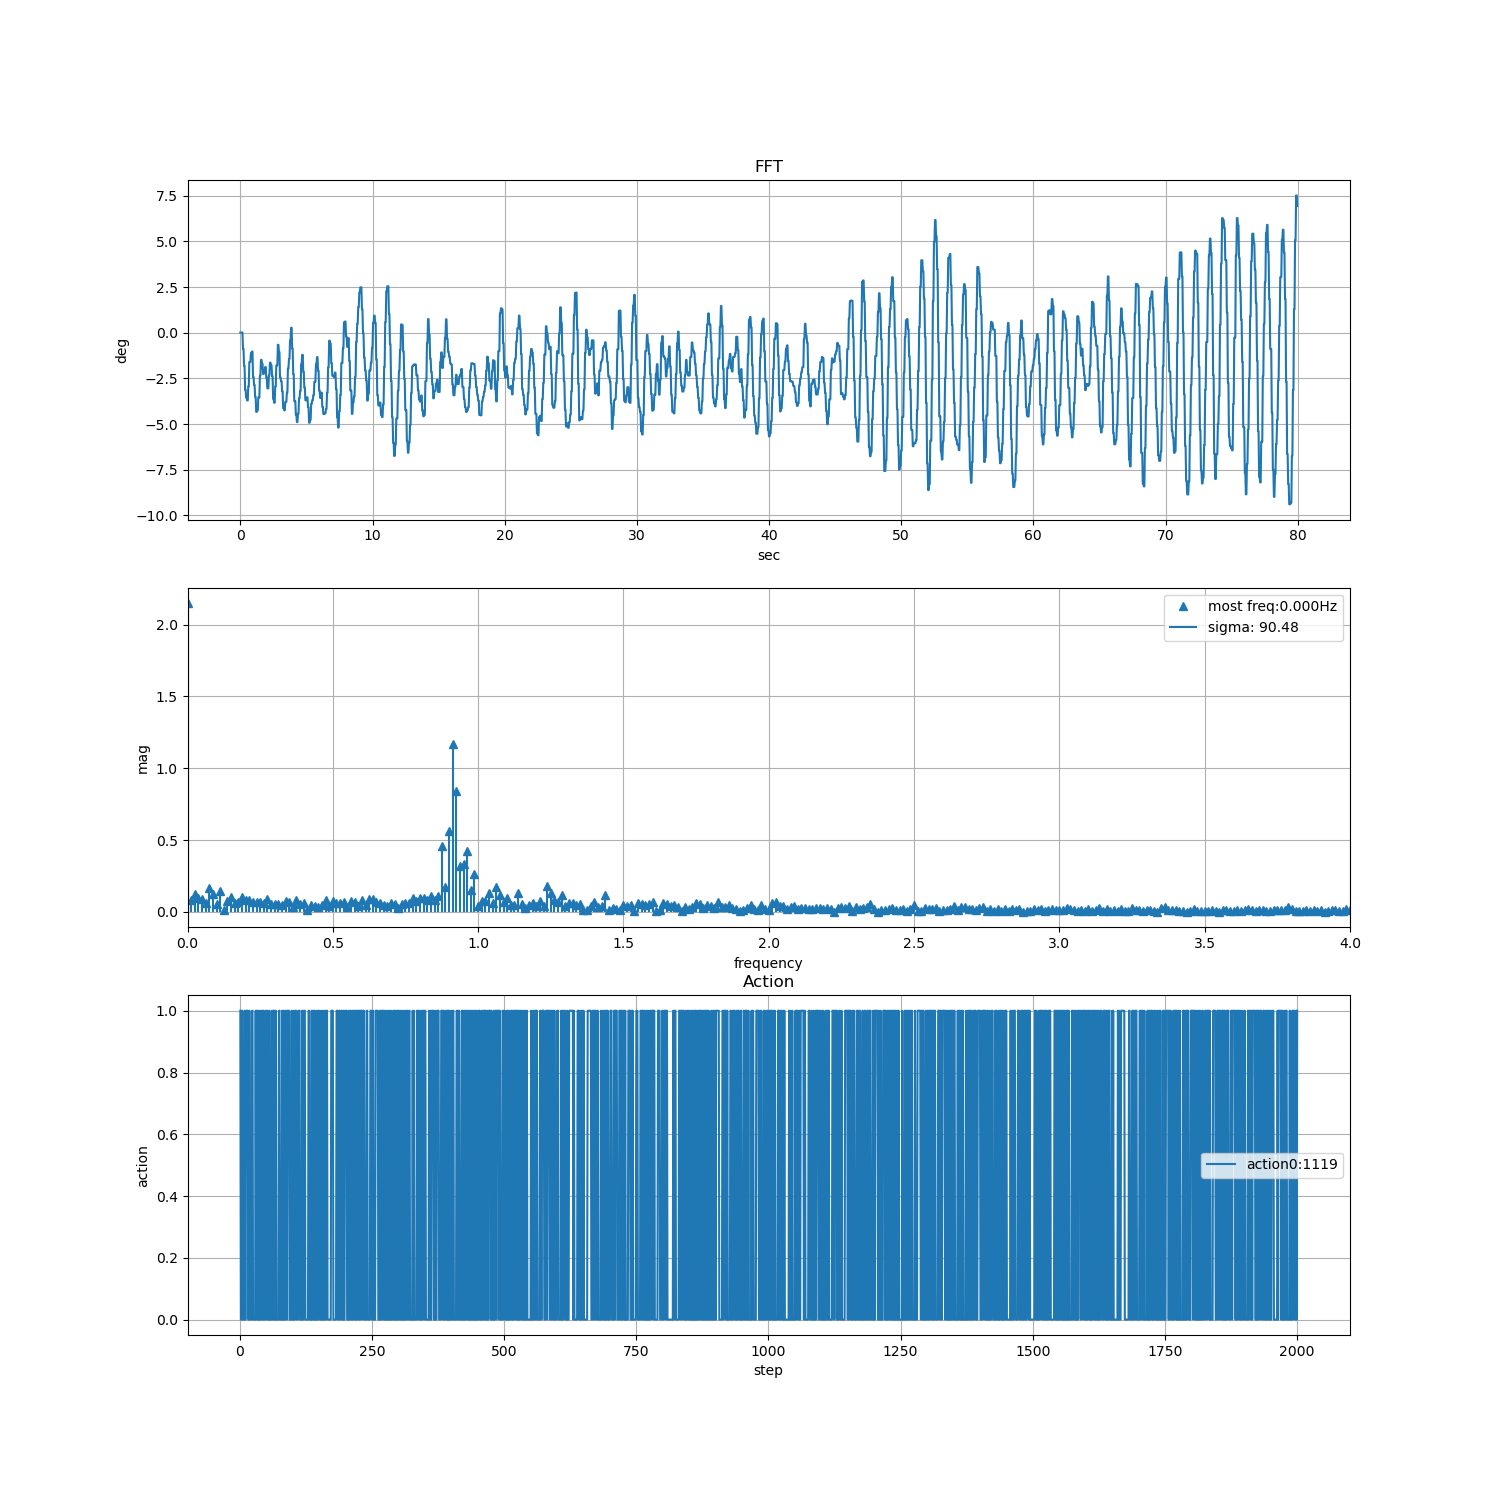 FFT
7.5
5.0
2.5
0.0
−2.5
−5.0
−7.5
−10.0
deg
0 10 20 30 40 50 60 70 80
sec
most freq:0.000Hz
sigma: 90.48
2.0
1.5
1.0
0.5
0.0
mag
0.0 0.5 1.0 1.5 2.0 2.5 3.0 3.5 4.0
frequency
Action
1.0
0.8
0.6
0.4
0.2
0.0
action
action0:1119
0 250 500 750 1000 1250 1500 1750 2000
step